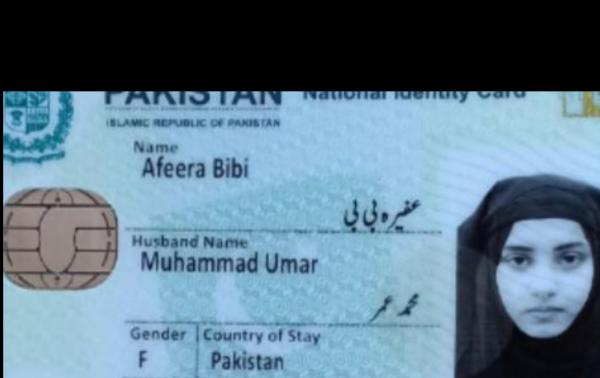 PAKISTAN National Identity Card
ISLAMIC REPUBLIC OF PAKISTAN
Name
Afeera Bibi
عفیرہ بی بی
Husband Name
Muhammad Umar
محمد عمر
Gender Country of Stay
F Pakistan